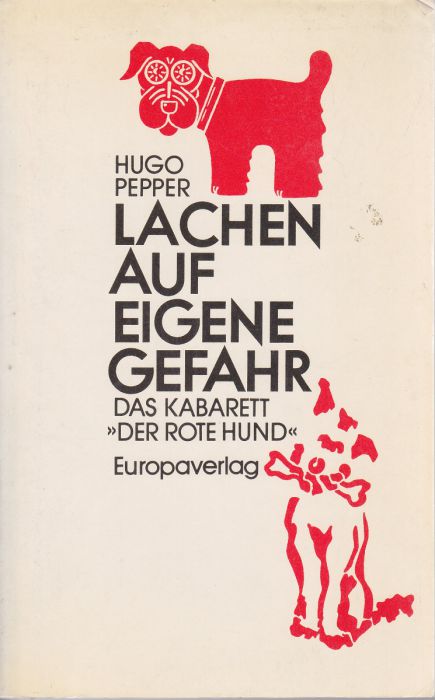 HUGO
PEPPER
LACHEN
AUF
EIGENE
GEFAHR
DAS KABARETT
»DER ROTE HUND«
Europaverlag